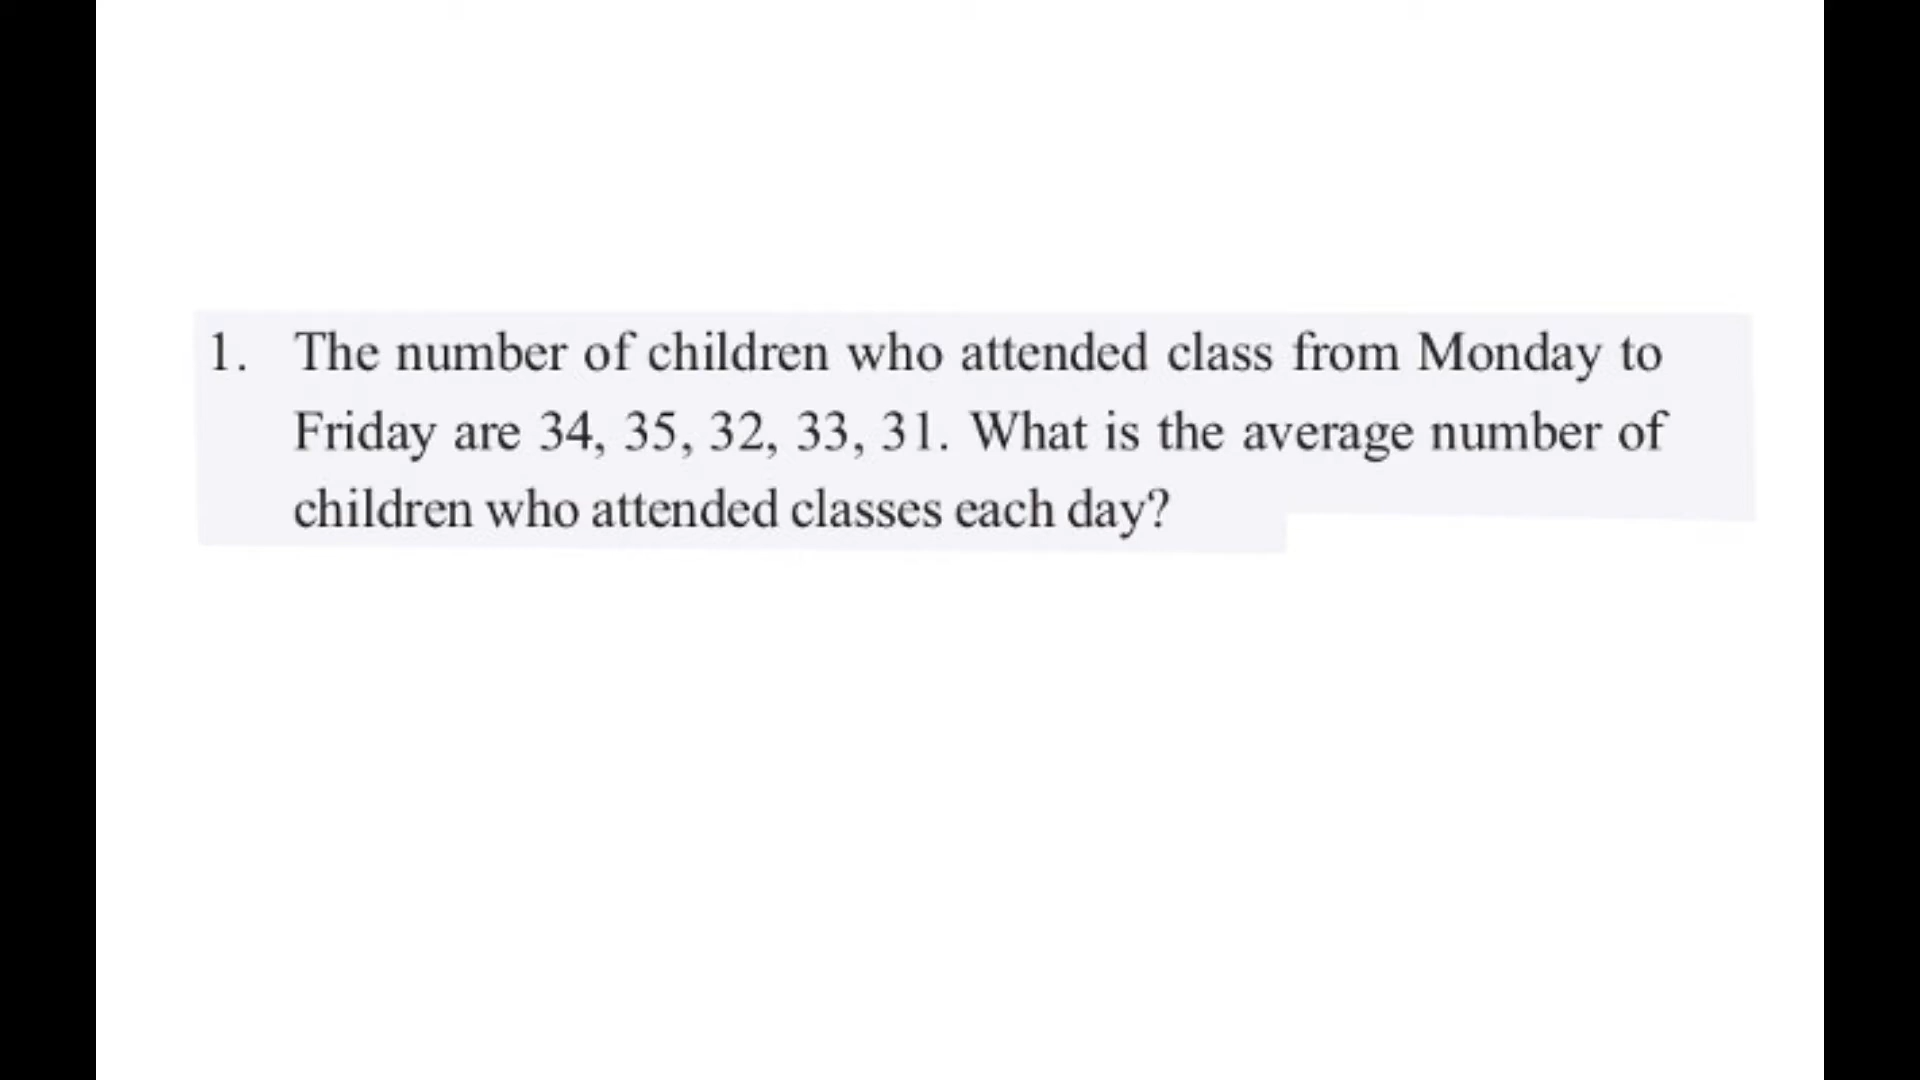 1. The number of children who attended class from Monday to
Friday are 34, 35, 32, 33, 31. What is the average number of
children who attended classes each day?